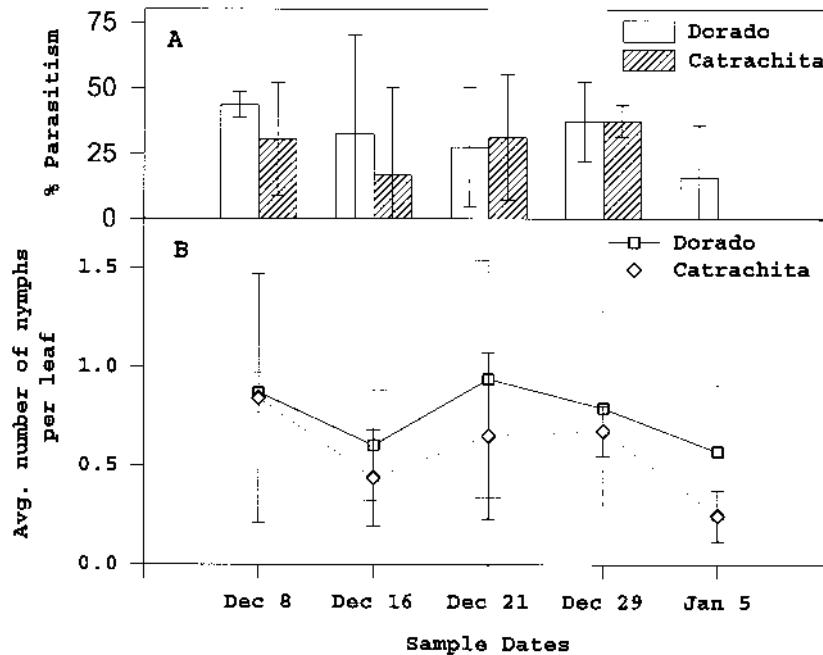 A
Dorado
Catrachita
% Parasitism
75
50
25
0
B
Dorado
Catrachita
Avg. number of nymphs
per leaf
1.5
1.0
0.5
0.0
Dec 8 Dec 16 Dec 21 Dec 29 Jan 5
Sample Dates